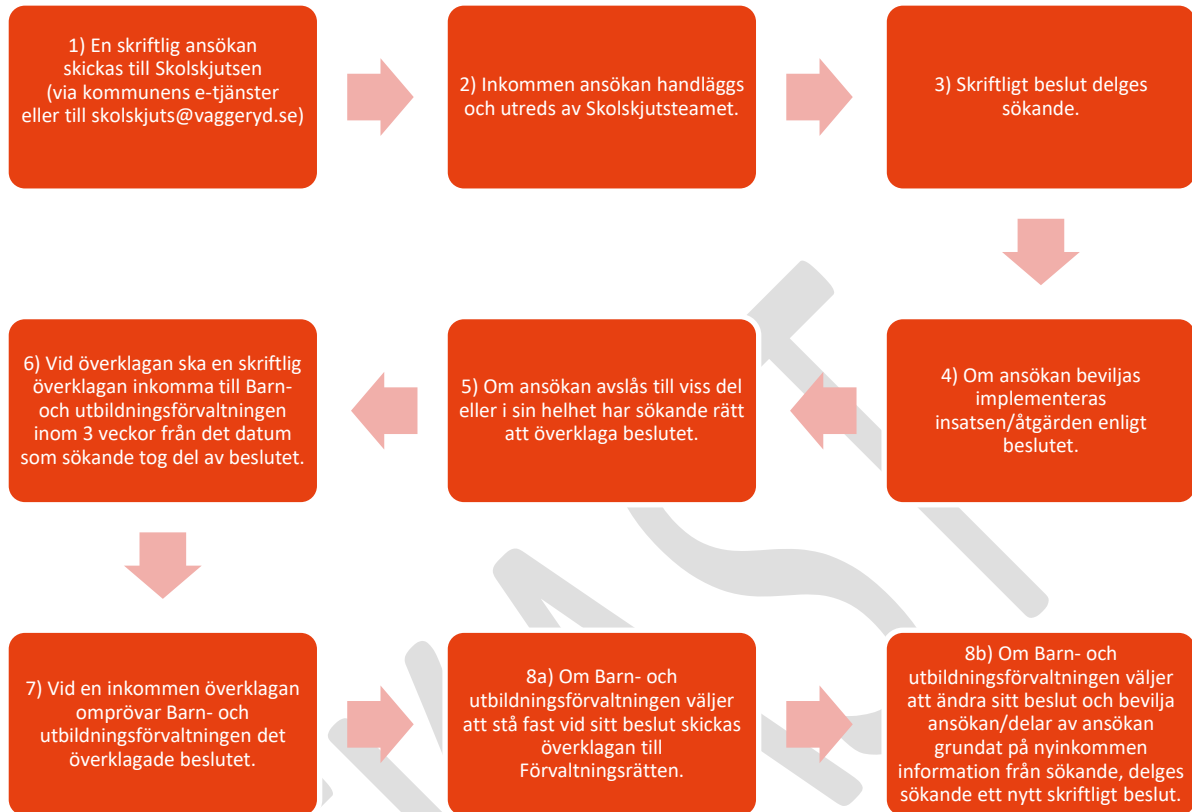 1) En skriftlig ansökan
skickas till Skolskjutsen
(via kommunens e-tjänster
eller till skolskjuts@vaggeryd.se)
2) Inkommen ansökan handläggs
och utreds av Skolskjutsteamet.
3) Skriftligt beslut delges
sökande.
4) Om ansökan beviljas
implementeras
insatsen/åtgärden enligt
beslutet.
5) Om ansökan avslås till viss del
eller i sin helhet har sökande rätt
att överklaga beslutet.
6) Vid överklagan ska en skriftlig
överklagan inkomma till Barn-
och utbildningsförvaltningen
inom 3 veckor från det datum
som sökande tog del av beslutet.
7) Vid en inkommen överklagan
omprövar Barn- och
utbildningsförvaltningen det
överklagade beslutet.
8a) Om Barn- och
utbildningsförvaltningen väljer
att stå fast vid sitt beslut skickas
överklagan till
Förvaltningsrätten.
8b) Om Barn- och
utbildningsförvaltningen väljer
att ändra sitt beslut och bevilja
ansökan/delar av ansökan
grundat på nyinkommen
information från sökande, delges
sökande ett nytt skriftligt beslut.